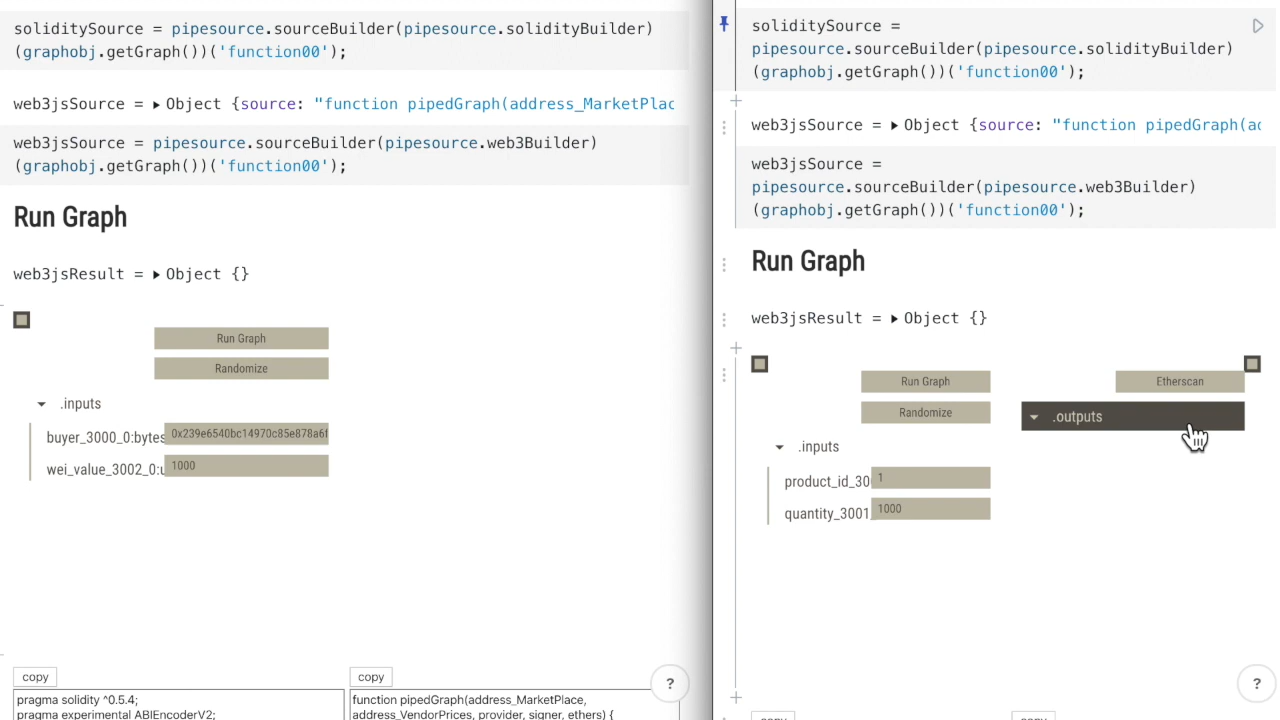 soliditySource = pipesource.sourceBuilder(pipesource.solidityBuilder)
(graphobj.getGraph())('function00');
web3jsSource = ▶ Object {source: "function pipedGraph(address_MarketPlac
web3jsSource = pipesource.sourceBuilder(pipesource.web3Builder)
(graphobj.getGraph())('function00');
Run Graph
web3jsResult = ▶ Object {}
Run Graph
Randomize
.inputs
buyer_3000_0:bytes 0x239e6540bc14970c85e878a6f
wei_value_3002_0:u 1000
copy
pragma solidity ^0.5.4;
pragma experimental ABIEncoderV2;
copy
function pipedGraph(address_MarketPlace,
address_VendorPrices, provider, signer, ethers) {
?
soliditySource =
pipesource.sourceBuilder(pipesource.solidityBuilder)
(graphobj.getGraph())('function00');
web3jsSource = ▶ Object {source: "function pipedGraph(ac
web3jsSource =
pipesource.sourceBuilder(pipesource.web3Builder)
(graphobj.getGraph())('function00');
Run Graph
web3jsResult = ▶ Object {}
Run Graph
Randomize
.inputs
product_id_30 1
quantity_3001_ 1000
Etherscan
.outputs
?